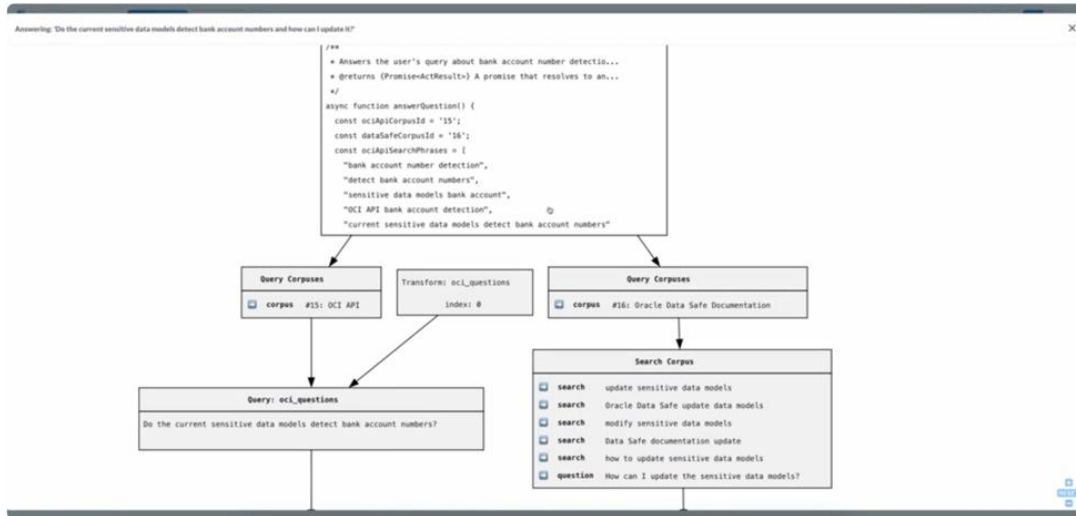 Answering: 'Do the current sensitive data models detect bank account numbers and how can I update it?'
/**
* Answers the user's query about bank account number detectio...
* @returns {Promise<ActResult>} A promise that resolves to an...
*/
async function answerQuestion() {
const ociApiCorpusId = '15';
const dataSafeCorpusId = '16';
const ociApiSearchPhrases = [
"bank account number detection",
"detect bank account numbers",
"sensitive data models bank account",
"OCI API bank account detection",
"current sensitive data models detect bank account numbers"
Query Corpuses
corpus #15: OCI API
Transform: oci_questions
index: 0
Query Corpuses
corpus #16: Oracle Data Safe Documentation
Query: oci_questions
Do the current sensitive data models detect bank account numbers?
Search Corpus
search update sensitive data models
search Oracle Data Safe update data models
search modify sensitive data models
search Data Safe documentation update
search how to update sensitive data models
question How can I update the sensitive data models?